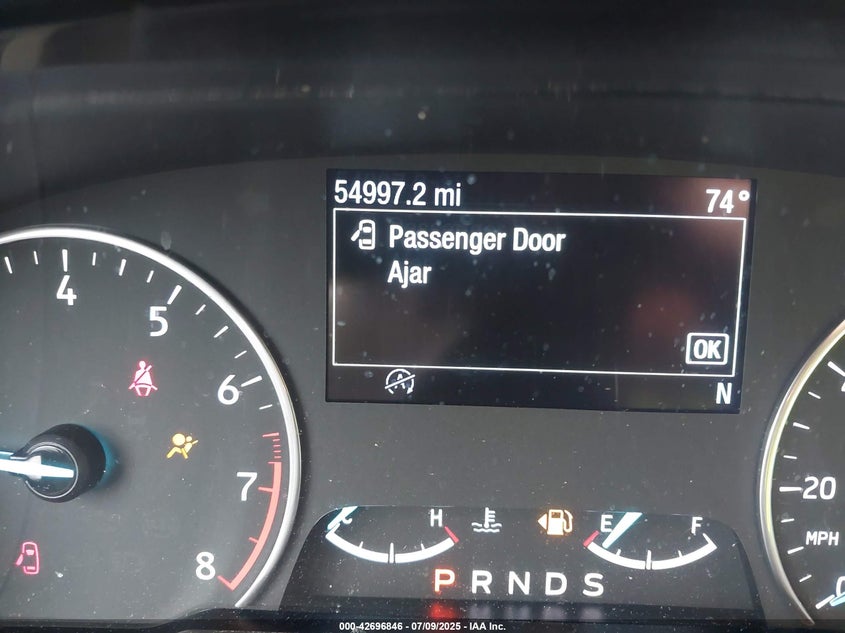 54997.2 mi 74°
Passenger Door
Ajar
OK
N
4
5
6
7
8
C H
E F
P R N D S
20
MPH
0
000-42696846 - 07/09/2025 - IAA Inc.